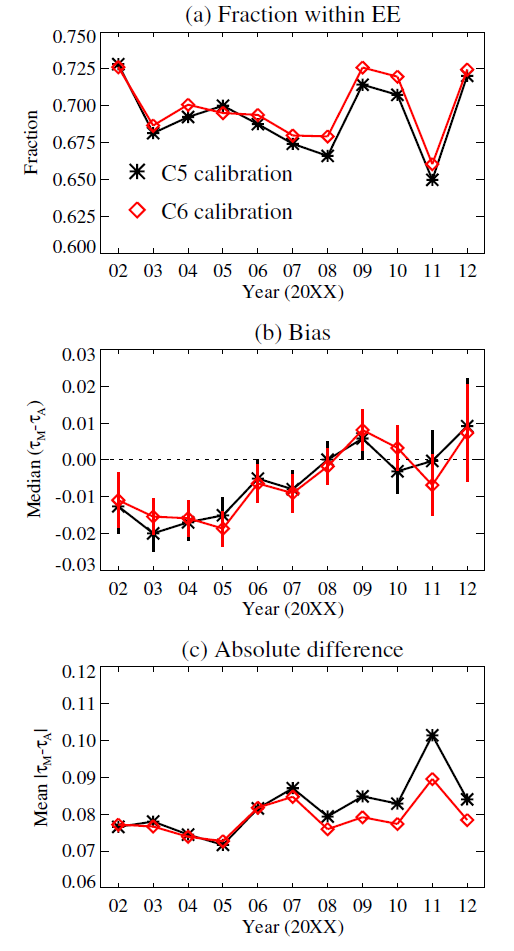 (a) Fraction within EE
0.750
0.725
0.700
0.675
0.650
0.625
0.600
Fraction
C5 calibration
C6 calibration
02 03 04 05 06 07 08 09 10 11 12
Year (20XX)
(b) Bias
0.03
0.02
0.01
0.00
-0.01
-0.02
-0.03
Median (τM-τA)
02 03 04 05 06 07 08 09 10 11 12
Year (20XX)
(c) Absolute difference
0.12
0.11
0.10
0.09
0.08
0.07
0.06
Mean |τM-τA|
02 03 04 05 06 07 08 09 10 11 12
Year (20XX)